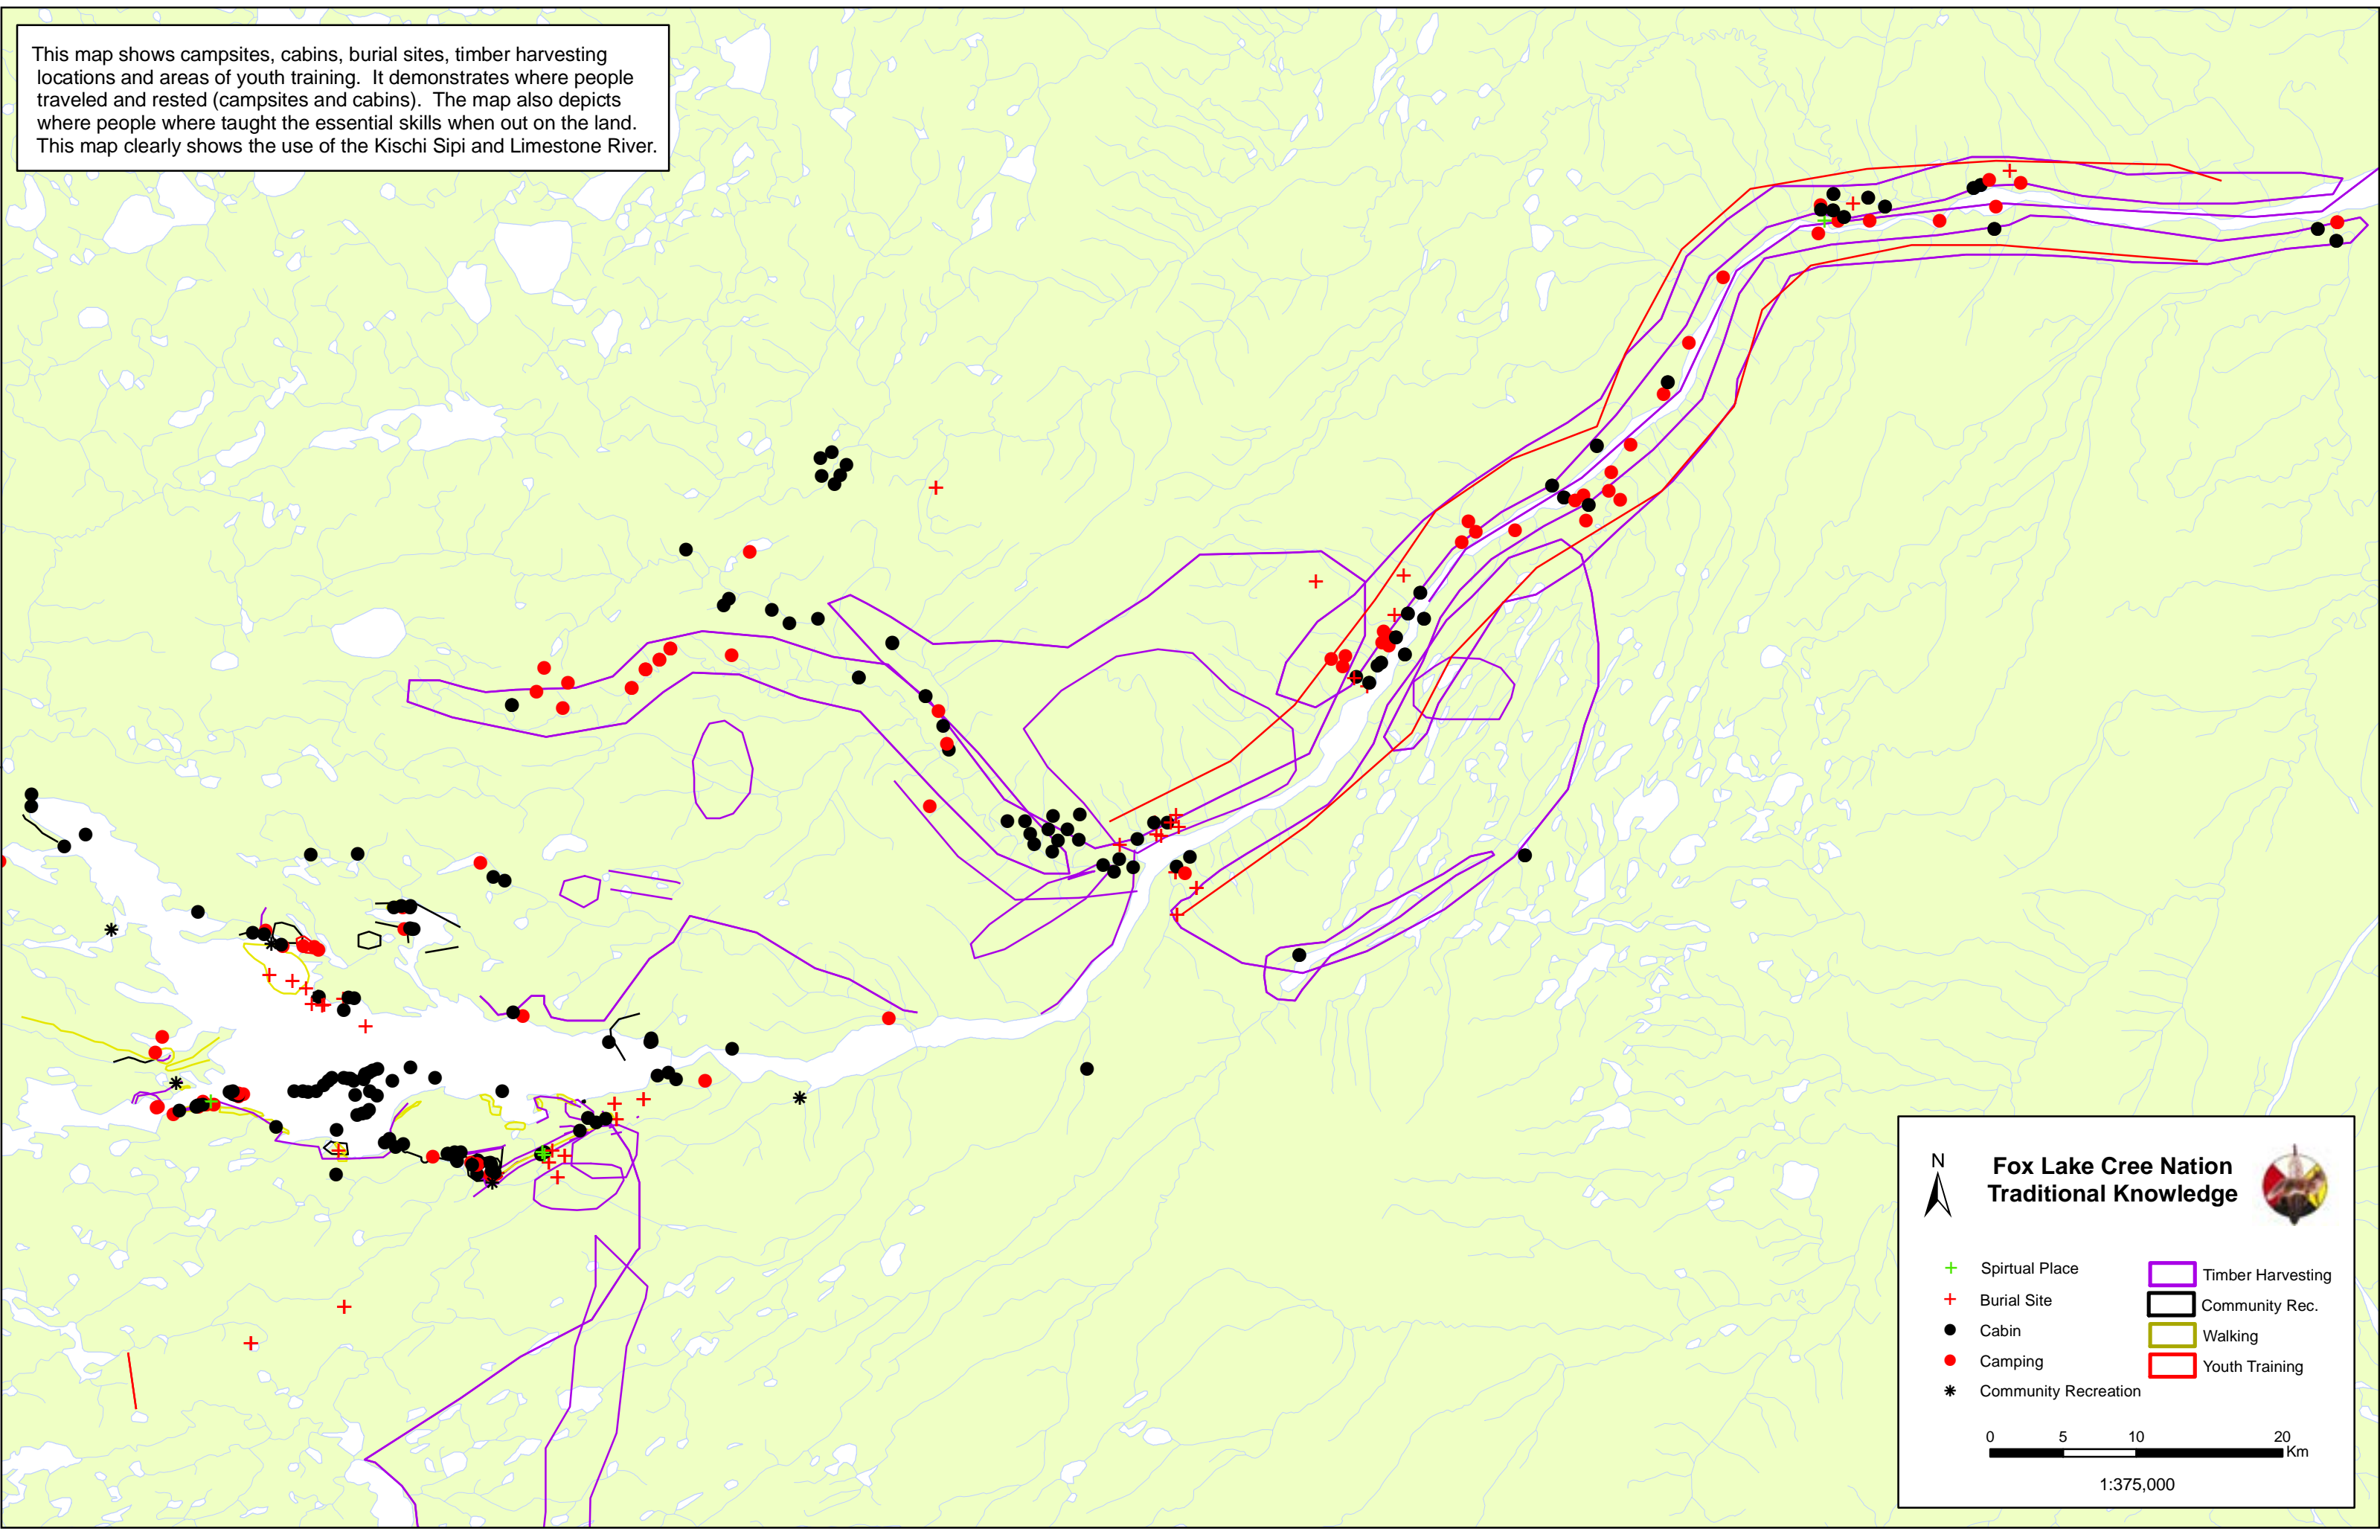 This map shows campsites, cabins, burial sites, timber harvesting
locations and areas of youth training.  It demonstrates where people
traveled and rested (campsites and cabins).  The map also depicts
where people where taught the essential skills when out on the land.
This map clearly shows the use of the Kischi Sipi and Limestone River.
N
Fox Lake Cree Nation
Traditional Knowledge
Spirtual Place
Burial Site
Cabin
Camping
Community Recreation
Timber Harvesting
Community Rec.
Walking
Youth Training
0 5 10 20
Km
1:375,000